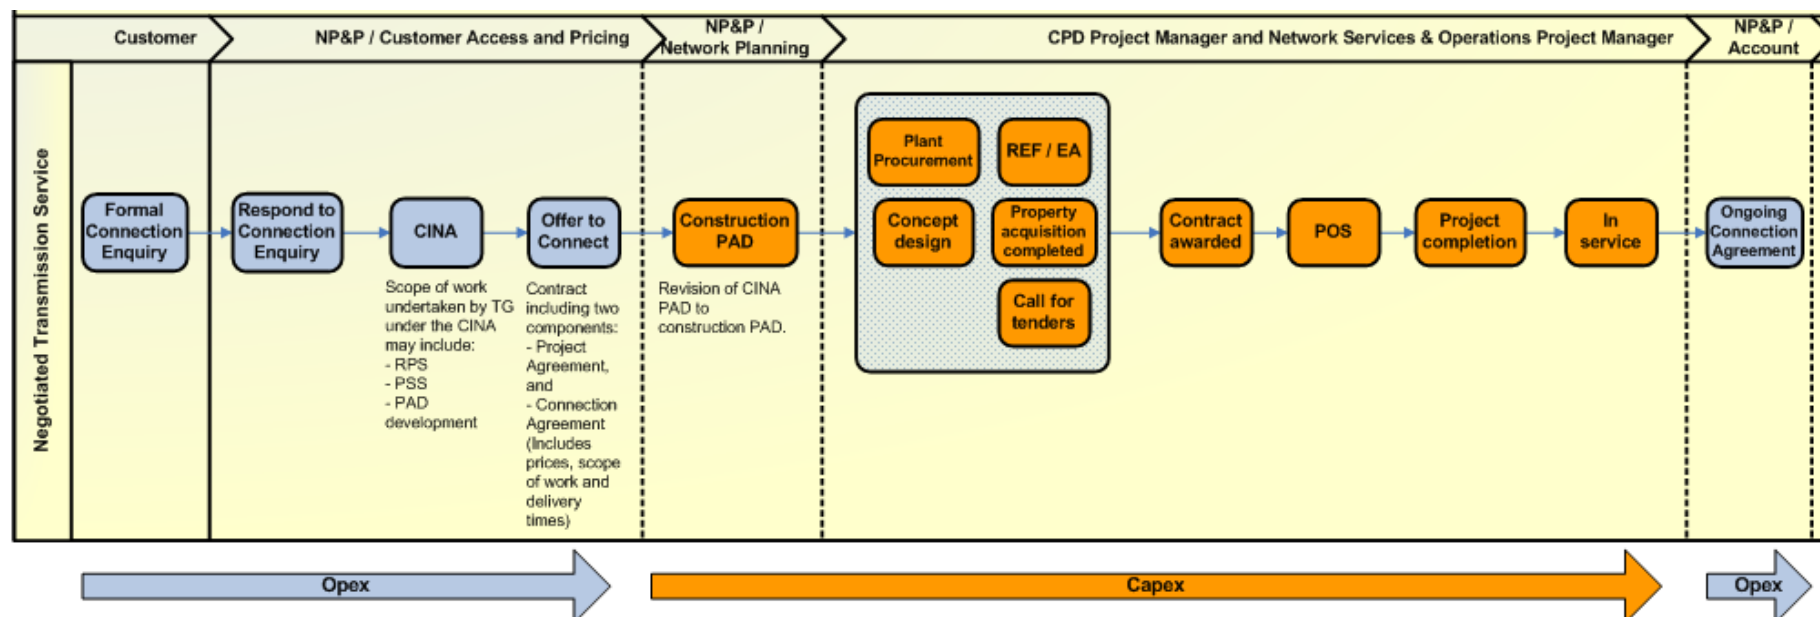 Customer
NP&P / Customer Access and Pricing
NP&P /
Network Planning
CPD Project Manager and Network Services & Operations Project Manager
NP&P /
Account
Negotiated Transmission Service
Formal
Connection
Enquiry
Respond to
Connection
Enquiry
CINA
Scope of work
undertaken by TG
under the CINA
may include:
- RPS
- PSS
- PAD
development
Offer to
Connect
Contract
including two
components:
- Project
Agreement,
and
- Connection
Agreement
(Includes
prices, scope
of work and
delivery
times)
Construction
PAD
Revision of CINA
PAD to
construction PAD.
Plant
Procurement
REF / EA
Concept
design
Property
acquisition
completed
Call for
tenders
Contract
awarded
POS
Project
completion
In
service
Ongoing
Connection
Agreement
Opex
Capex
Opex